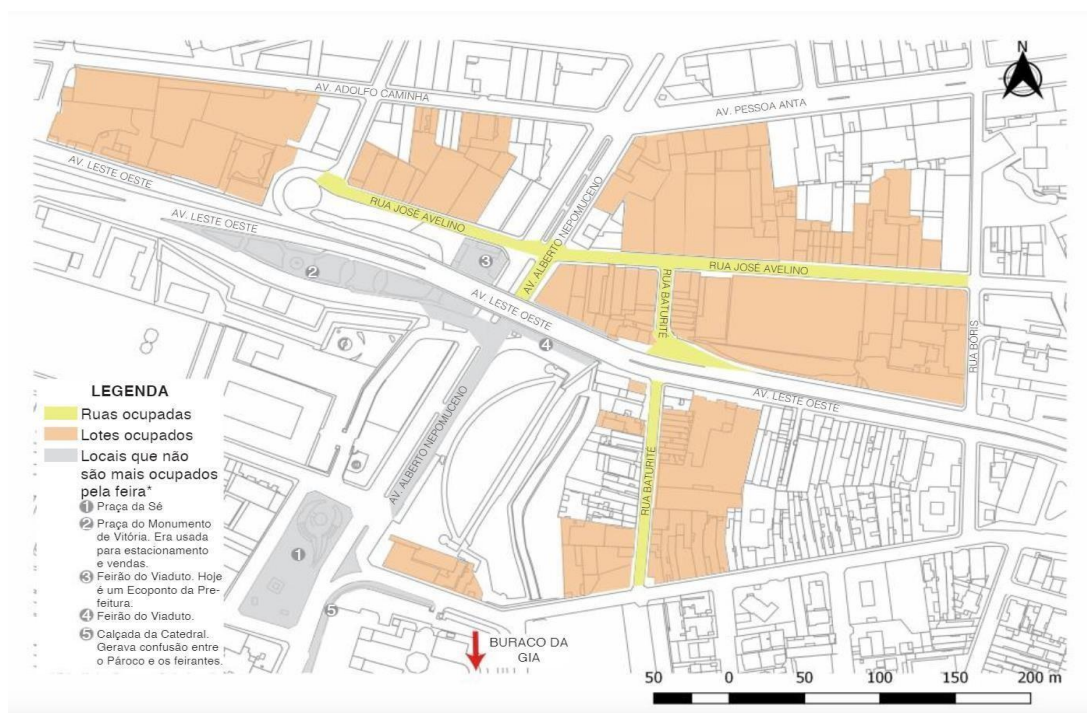 N
AV. ADOLFO CAMINHA
AV. PESSOA ANTA
AV. LESTE OESTE
AV. LESTE OESTE
RUA JOSÉ AVELINO
AV. ALBERTO NEPOMUCENO
3
2
RUA JOSÉ AVELINO
RUA BATURITÉ
AV. LESTE OESTE
4
RUA BÓRIS
AV. LESTE OESTE
AV. ALBERTO NEPOMUCENO
RUA BATURITÉ
1
5
BURACO DA
GIA
LEGENDA
Ruas ocupadas
Lotes ocupados
Locais que não
são mais ocupados
pela feira*
1 Praça da Sé
2 Praça do Monumento
de Vitória. Era usada
para estacionamento
e vendas.
3 Feirão do Viaduto. Hoje
é um Ecoponto da Pre-
feitura.
4 Feirão do Viaduto.
5 Calçada da Catedral.
Gerava confusão entre
o Pároco e os feirantes.
50 0 50 100 150 200 m